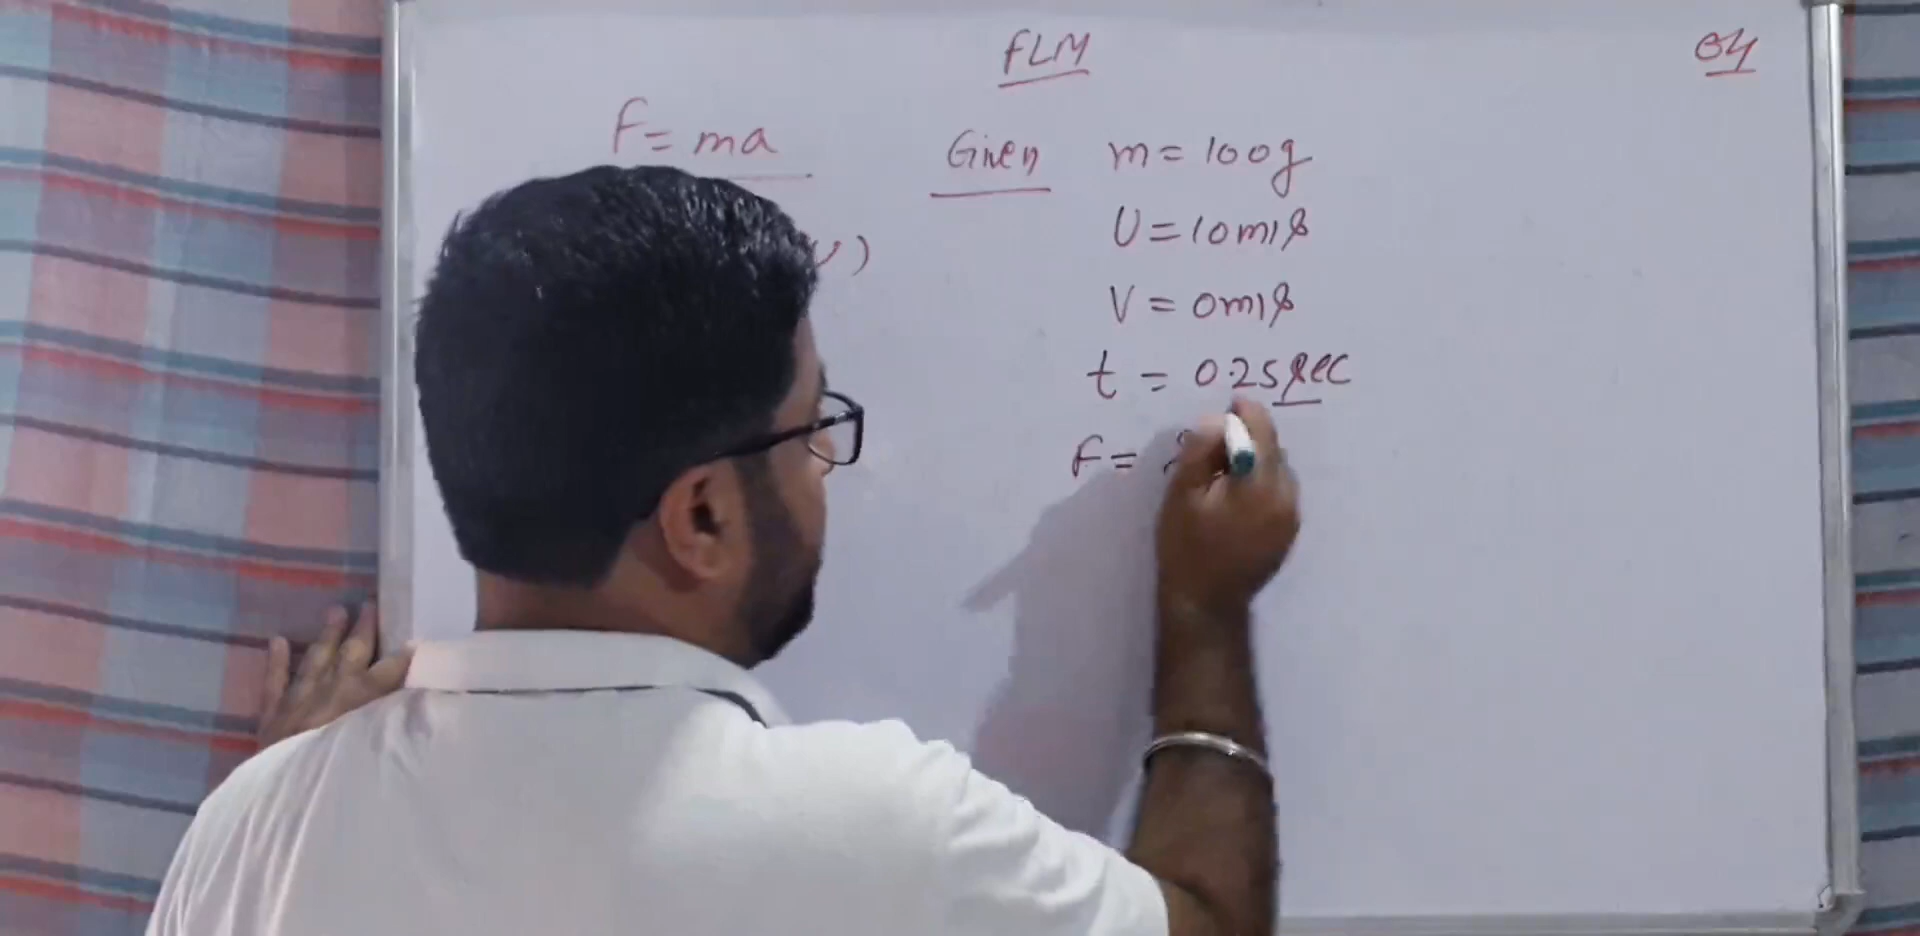 FLM
04
F = ma
Given
m = 100g
U = 10m/s
V = 0m/s
t = 0.25sec
F =